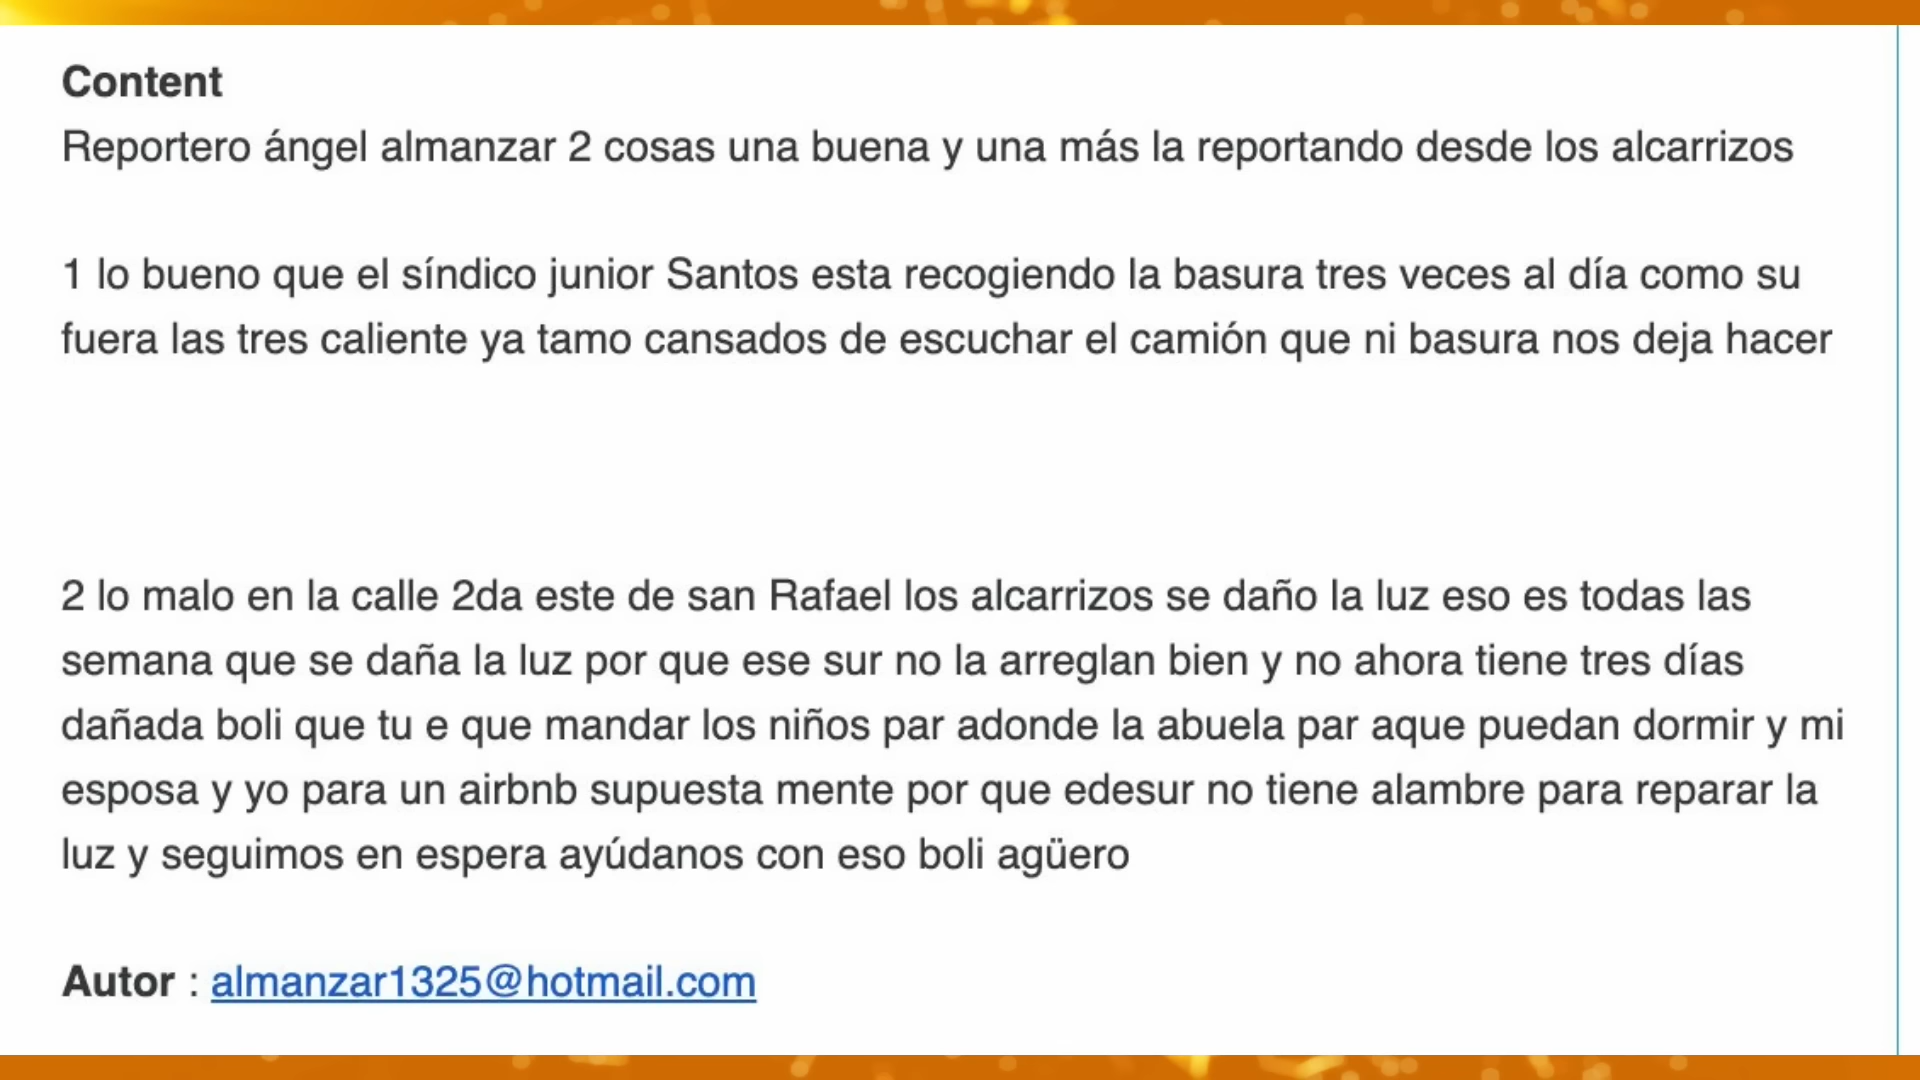 Content
Reportero ángel almanzar 2 cosas una buena y una más la reportando desde los alcarrizos
1 lo bueno que el síndico junior Santos esta recogiendo la basura tres veces al día como su
fuera las tres caliente ya tamo cansados de escuchar el camión que ni basura nos deja hacer
2 lo malo en la calle 2da este de san Rafael los alcarrizos se daño la luz eso es todas las
semana que se daña la luz por que ese sur no la arreglan bien y no ahora tiene tres días
dañada boli que tu e que mandar los niños par adonde la abuela par aque puedan dormir y mi
esposa y yo para un airbnb supuesta mente por que edesur no tiene alambre para reparar la
luz y seguimos en espera ayúdanos con eso boli agüero
Autor : almanzar1325@hotmail.com